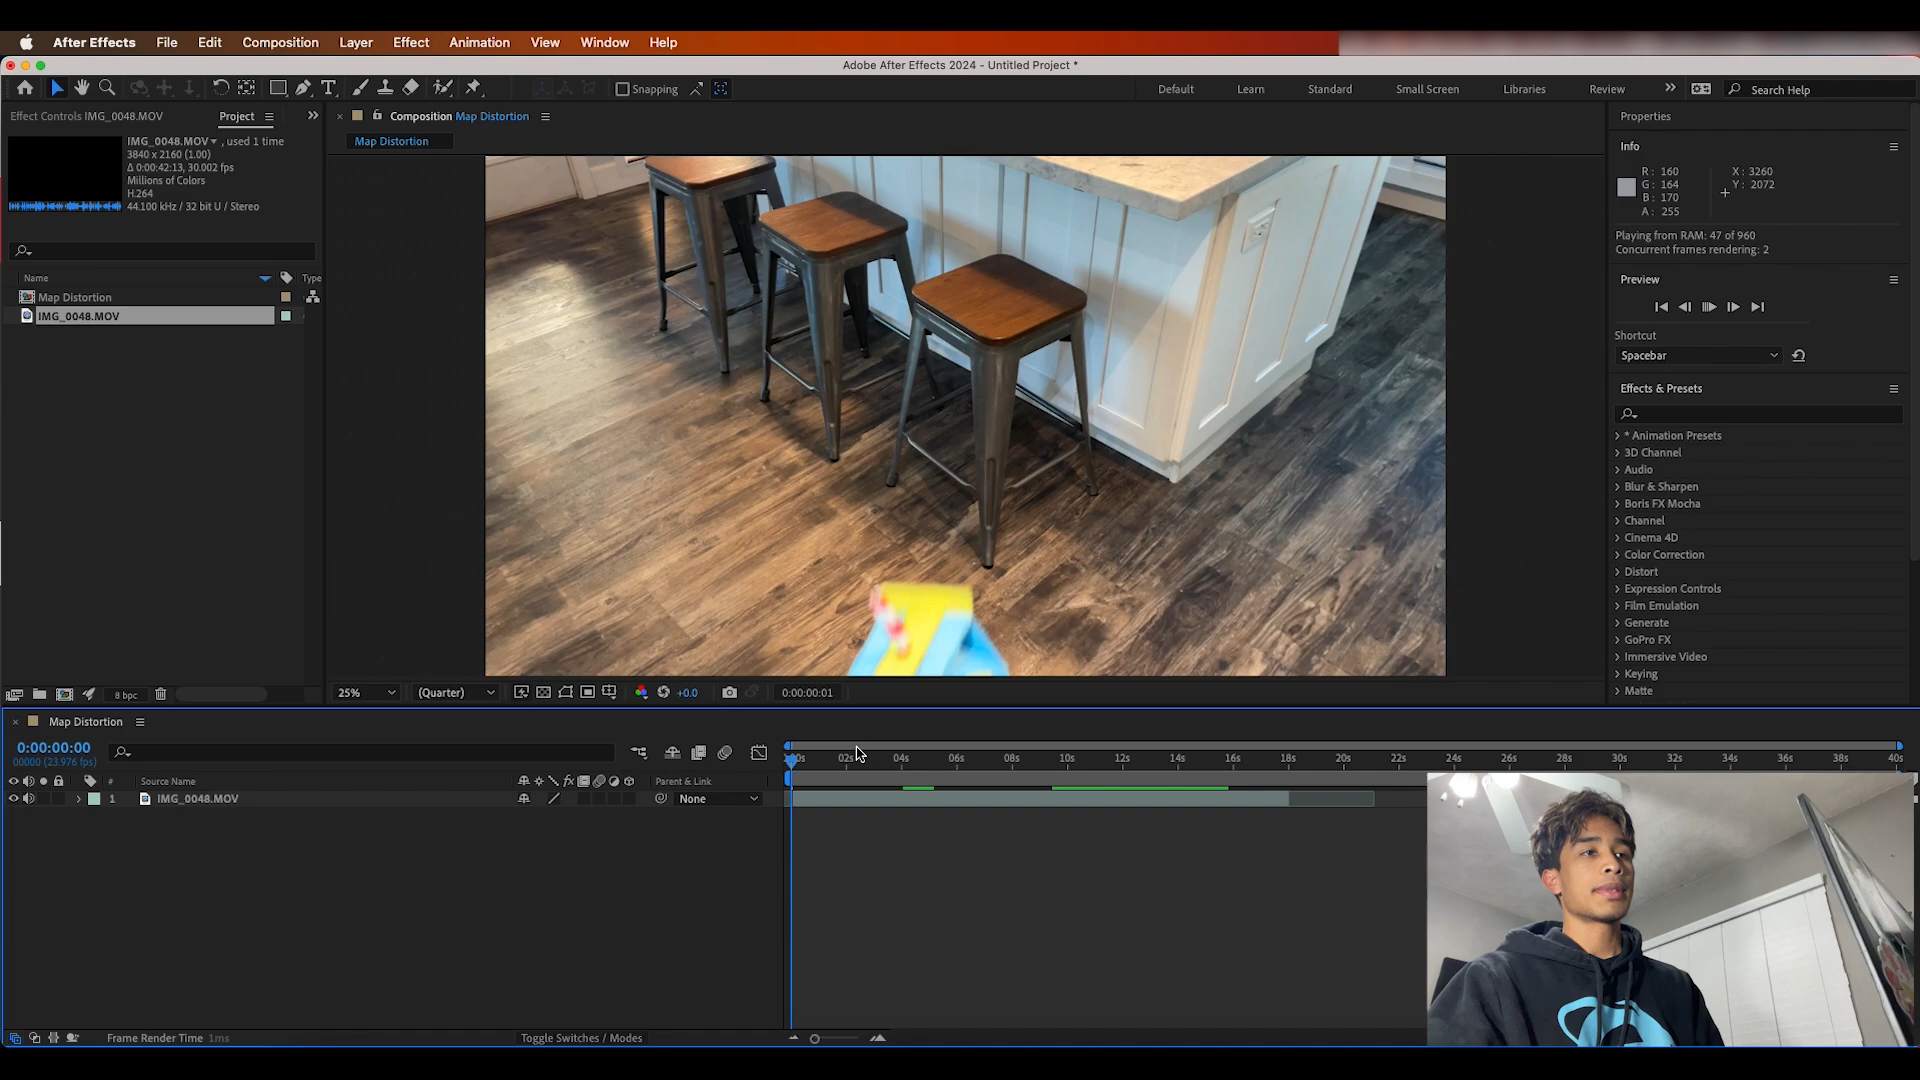 After Effects File Edit Composition Layer Effect Animation View Window Help
Adobe After Effects 2024 - Untitled Project *
Snapping Default Learn Standard Small Screen Libraries Review Search Help
Effect Controls IMG_0048.MOV Project
IMG_0048.MOV , used 1 time
3840 x 2160 (1.00)
Δ 0:00:42:13, 30.002 fps
Millions of Colors
H.264
44.100 kHz / 32 bit U / Stereo
Name Type
Map Distortion
IMG_0048.MOV
8 bpc
Composition Map Distortion
Map Distortion
25% (Quarter) +0.0 0:00:00:01
Properties
Info
R: 160
G: 164
B: 170
A: 255
X: 3260
Y: 2072
Playing from RAM: 47 of 960
Concurrent frames rendering: 2
Preview
Shortcut
Spacebar
Effects & Presets
* Animation Presets
3D Channel
Audio
Blur & Sharpen
Boris FX Mocha
Channel
Cinema 4D
Color Correction
Distort
Expression Controls
Film Emulation
Generate
GoPro FX
Immersive Video
Keying
Matte
Map Distortion
0:00:00:00
00000 (23.976 fps)
# Source Name fx Parent & Link
1 IMG_0048.MOV None
02s 04s 06s 08s 10s 12s 14s 16s 18s 20s 22s 24s 26s 28s 30s 32s 34s 36s 38s 40s
Frame Render Time 1ms
Toggle Switches / Modes